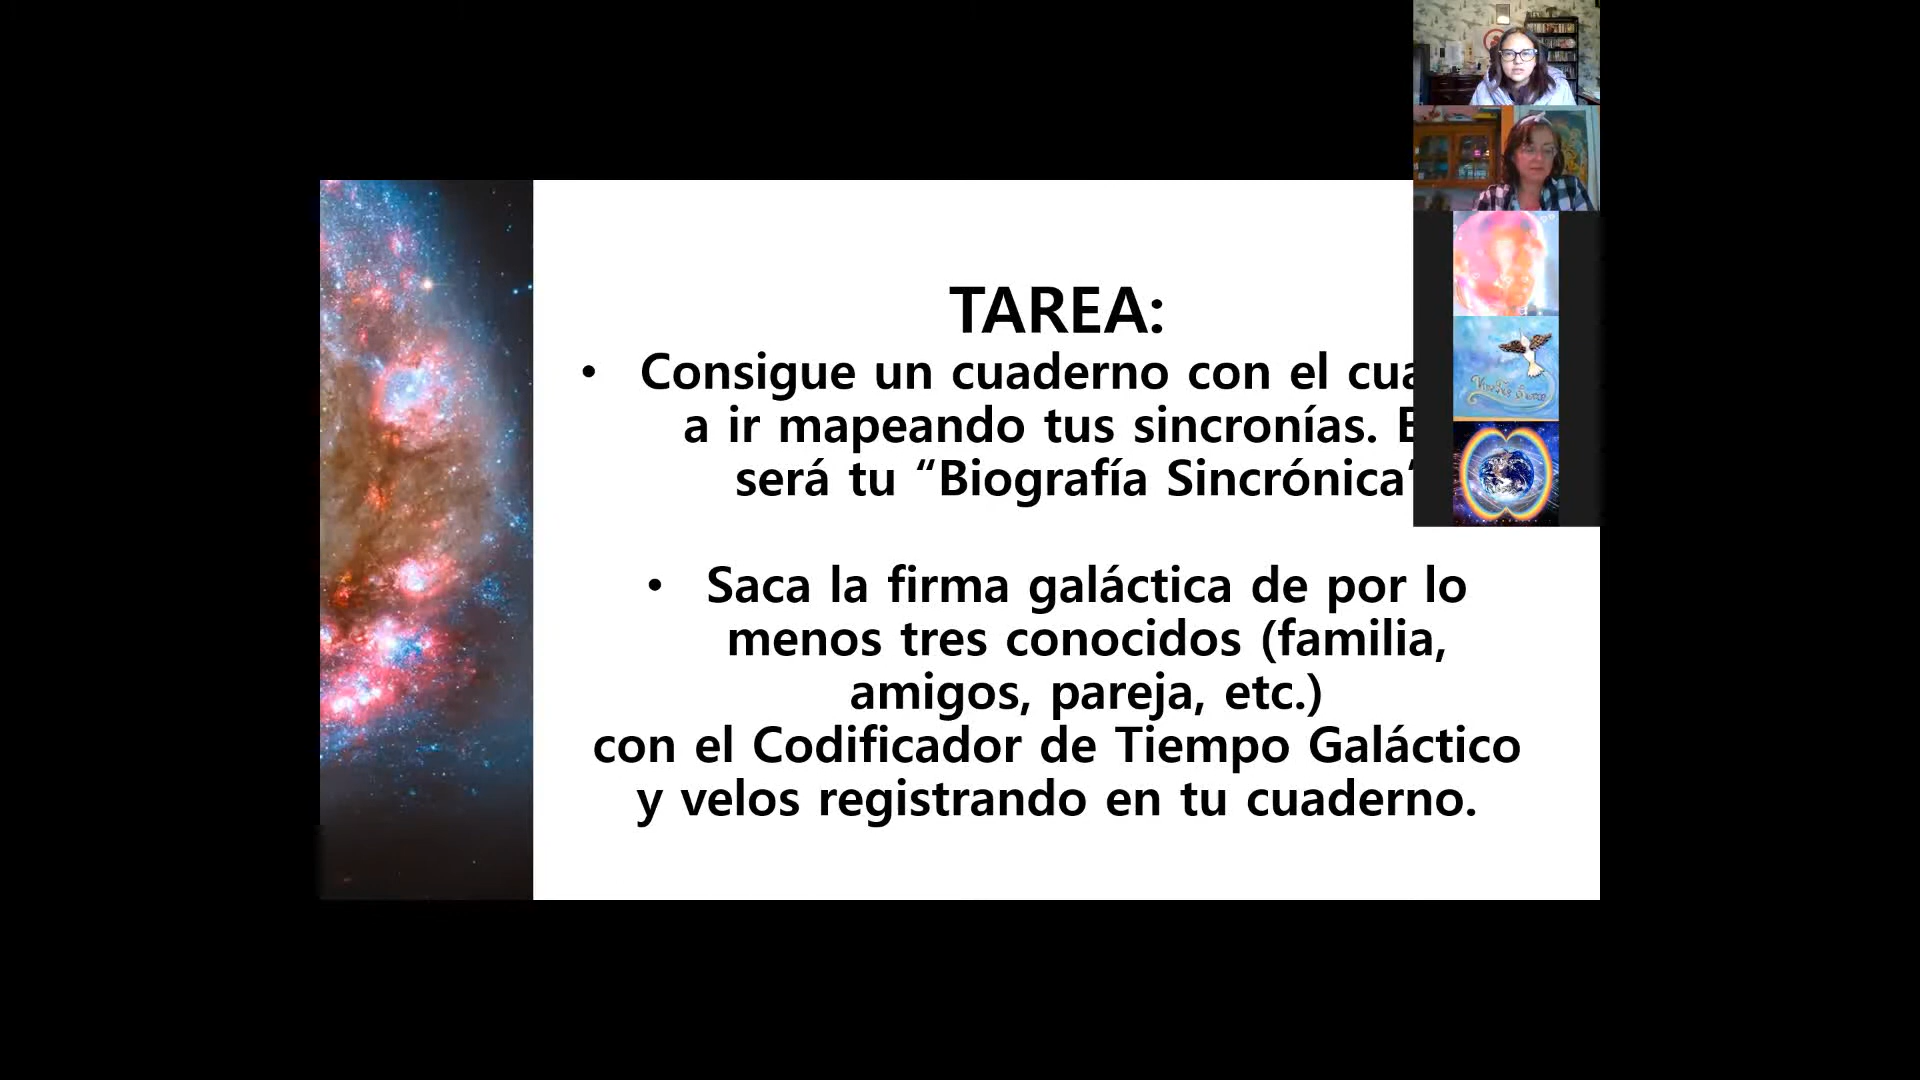 TAREA:
• Consigue un cuaderno con el
a ir mapeando tus sincronías.
será tu “Biografía Sincrónica”
• Saca la firma galáctica de por lo
menos tres conocidos (familia,
amigos, pareja, etc.)
con el Codificador de Tiempo Galáctico
y velos registrando en tu cuaderno.